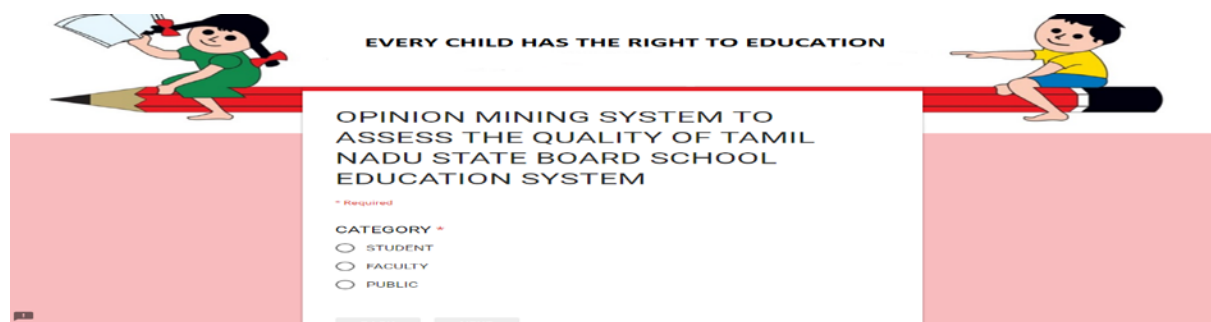 EVERY CHILD HAS THE RIGHT TO EDUCATION
OPINION MINING SYSTEM TO
ASSESS THE QUALITY OF TAMIL
NADU STATE BOARD SCHOOL
EDUCATION SYSTEM
* Required
CATEGORY *
STUDENT
FACULTY
PUBLIC